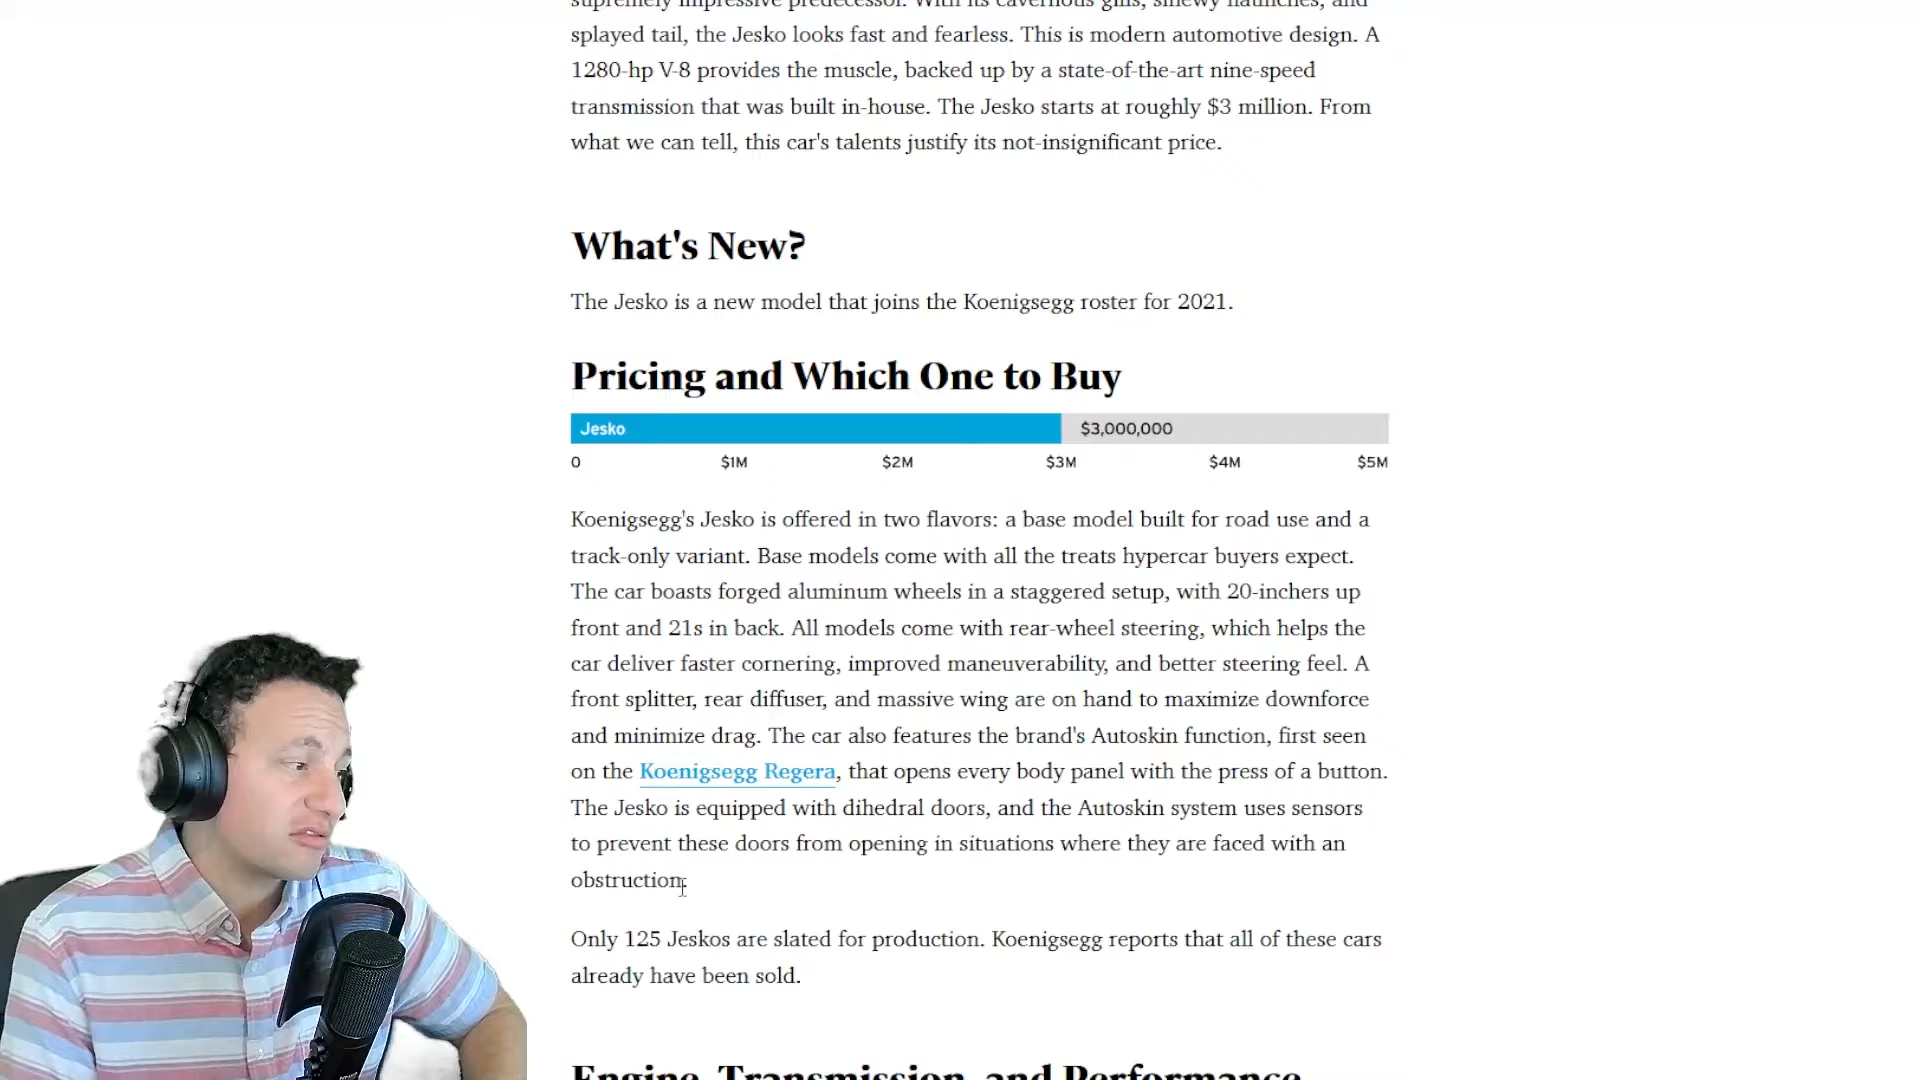 supremely impressive predecessor. With its cavernous gills, sinewy haunches, and
splayed tail, the Jesko looks fast and fearless. This is modern automotive design. A
1280-hp V-8 provides the muscle, backed up by a state-of-the-art nine-speed
transmission that was built in-house. The Jesko starts at roughly $3 million. From
what we can tell, this car's talents justify its not-insignificant price.
What's New?
The Jesko is a new model that joins the Koenigsegg roster for 2021.
Pricing and Which One to Buy
Jesko $3,000,000
0 $1M $2M $3M $4M $5M
Koenigsegg's Jesko is offered in two flavors: a base model built for road use and a
track-only variant. Base models come with all the treats hypercar buyers expect.
The car boasts forged aluminum wheels in a staggered setup, with 20-inchers up
front and 21s in back. All models come with rear-wheel steering, which helps the
car deliver faster cornering, improved maneuverability, and better steering feel. A
front splitter, rear diffuser, and massive wing are on hand to maximize downforce
and minimize drag. The car also features the brand's Autoskin function, first seen
on the Koenigsegg Regera, that opens every body panel with the press of a button.
The Jesko is equipped with dihedral doors, and the Autoskin system uses sensors
to prevent these doors from opening in situations where they are faced with an
obstruction.
Only 125 Jeskos are slated for production. Koenigsegg reports that all of these cars
already have been sold.
Engine, Transmission, and Performance